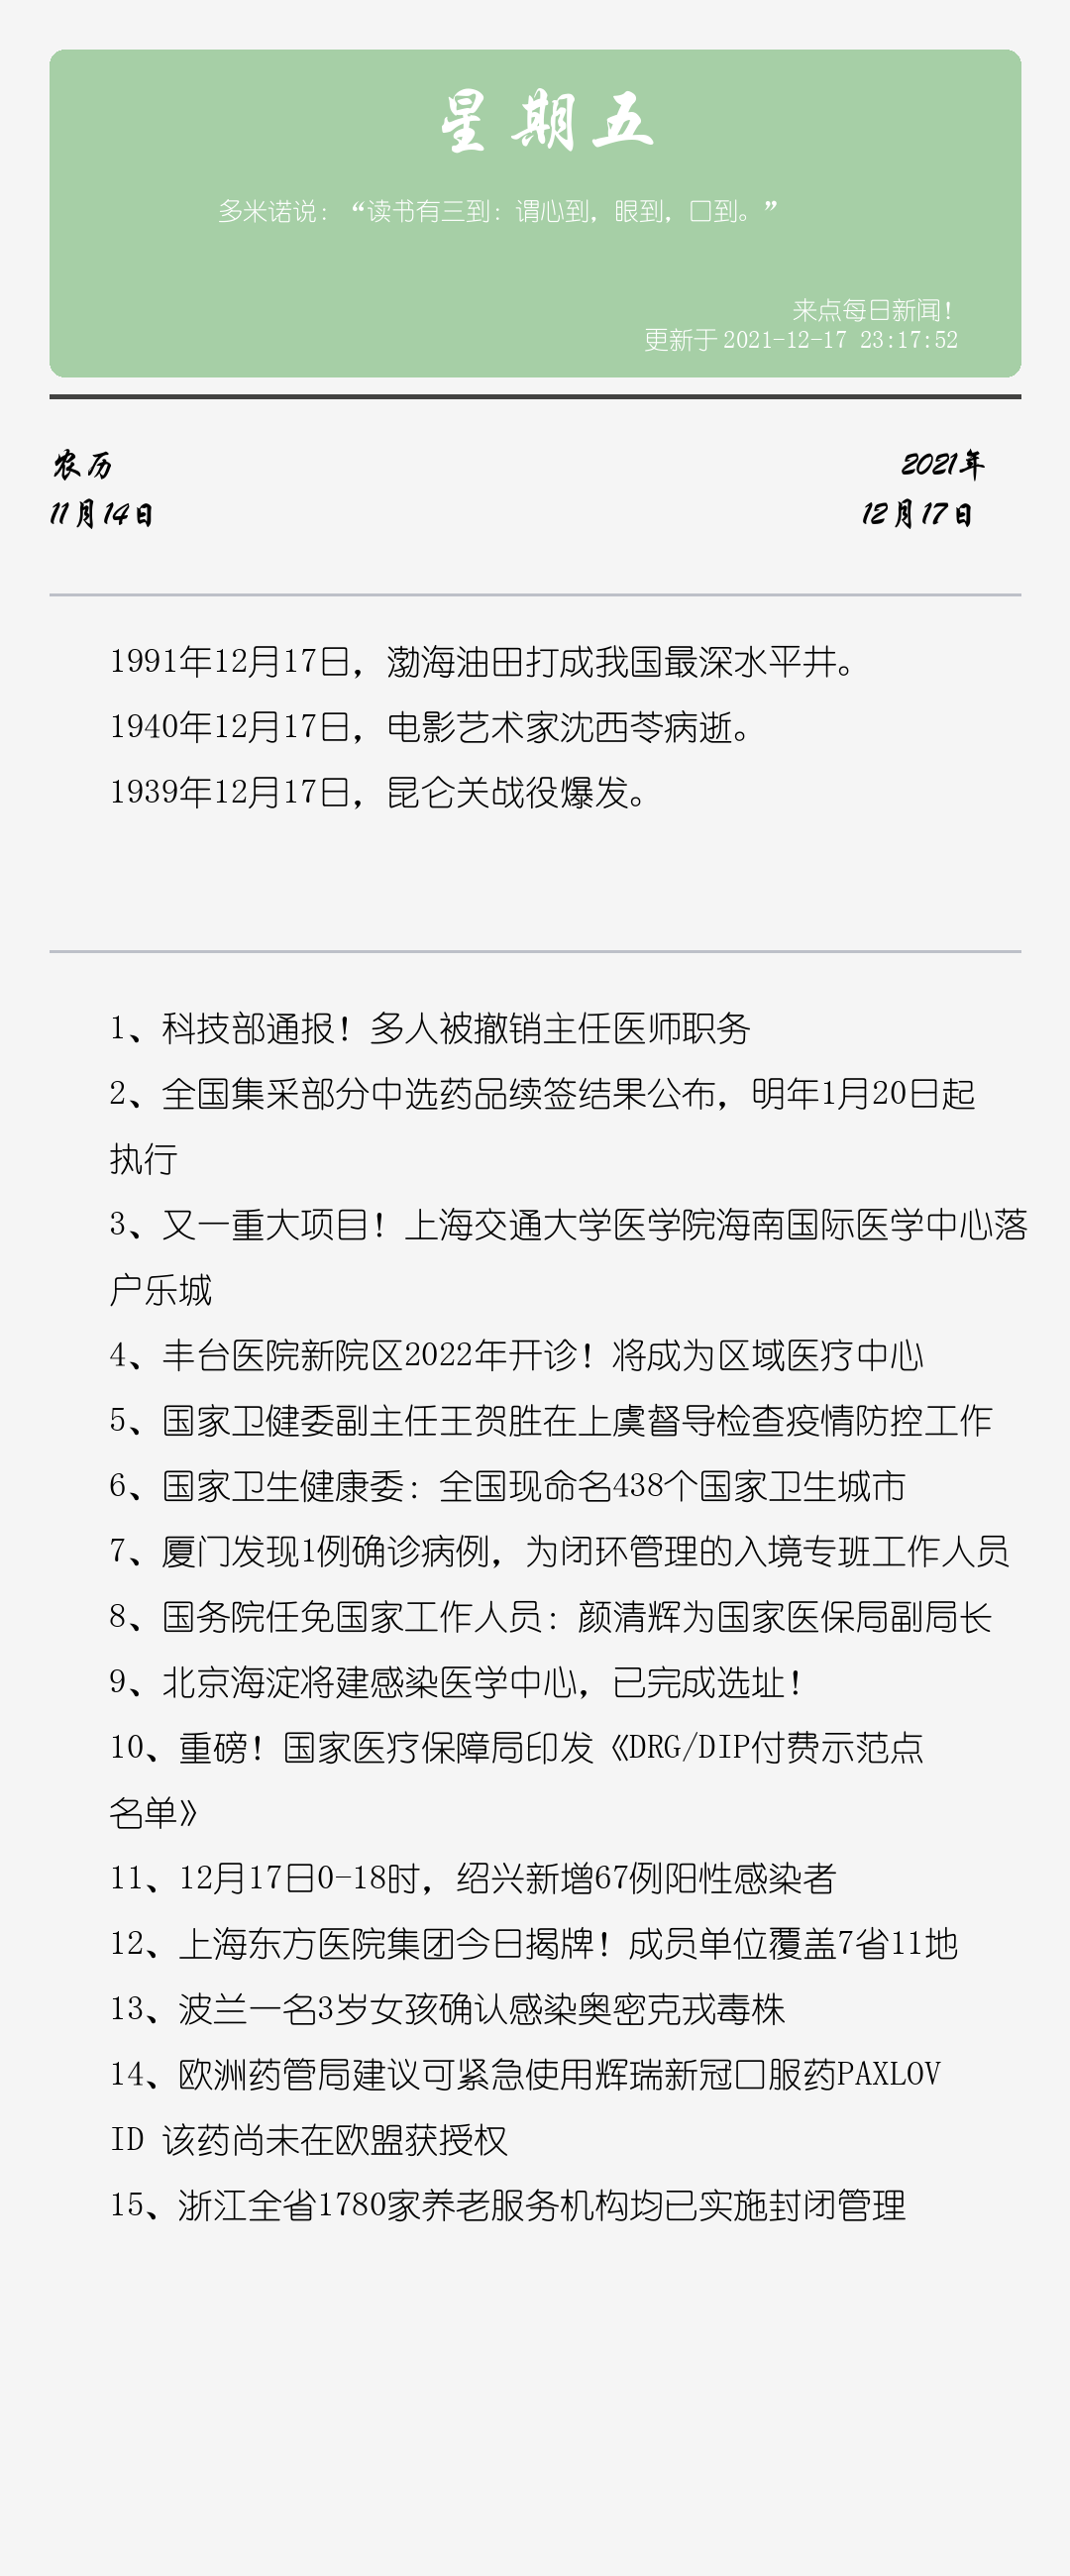 星期五
多米诺说：“读书有三到：谓心到，眼到，口到。”
来点每日新闻！
更新于 2021-12-17 23:17:52
农历
2021年
11月14日
12月17日
1991年12月17日，渤海油田打成我国最深水平井。
1940年12月17日，电影艺术家沈西苓病逝。
1939年12月17日，昆仑关战役爆发。
1、科技部通报！多人被撤销主任医师职务
2、全国集采部分中选药品续签结果公布，明年1月20日起
执行
3、又一重大项目！上海交通大学医学院海南国际医学中心落
户乐城
4、丰台医院新院区2022年开诊！将成为区域医疗中心
5、国家卫健委副主任王贺胜在上虞督导检查疫情防控工作
6、国家卫生健康委：全国现命名438个国家卫生城市
7、厦门发现1例确诊病例，为闭环管理的入境专班工作人员
8、国务院任免国家工作人员：颜清辉为国家医保局副局长
9、北京海淀将建感染医学中心，已完成选址！
10、重磅！国家医疗保障局印发《DRG/DIP付费示范点
名单》
11、12月17日0-18时，绍兴新增67例阳性感染者
12、上海东方医院集团今日揭牌！成员单位覆盖7省11地
13、波兰一名3岁女孩确认感染奥密克戎毒株
14、欧洲药管局建议可紧急使用辉瑞新冠口服药PAXLOV
ID 该药尚未在欧盟获授权
15、浙江全省1780家养老服务机构均已实施封闭管理